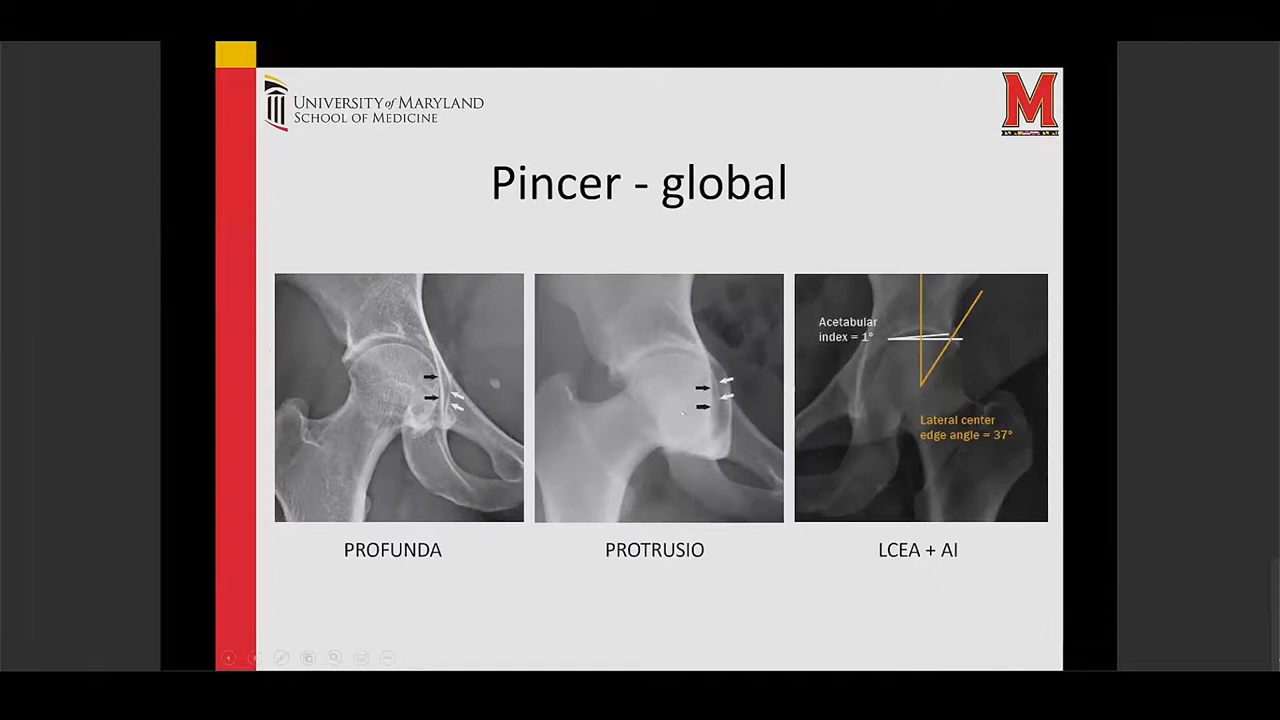 UNIVERSITY of MARYLAND
SCHOOL OF MEDICINE
M
Pincer - global
Acetabular
index = 1°
Lateral center
edge angle = 37°
PROFUNDA
PROTRUSIO
LCEA + AI